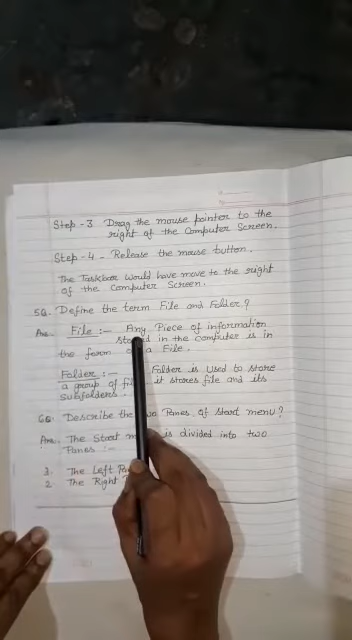 Step - 3 Drag the mouse pointer to the
right of the Computer Screen.
Step - 4 - Release the mouse button.
The Taskbar would have move to the right
of the Computer Screen.
5Q. Define the term File and Folder?
Ans. File :- Any Piece of information
stored in the computer is in
the form a File.
Folder :- Folder is used to store
a group of it stores file and its
subfolders.
6Q. Describe the Panes of Start menu?
Ans. The Start is divided into two
Panes :-
1. The Left
2. The Right